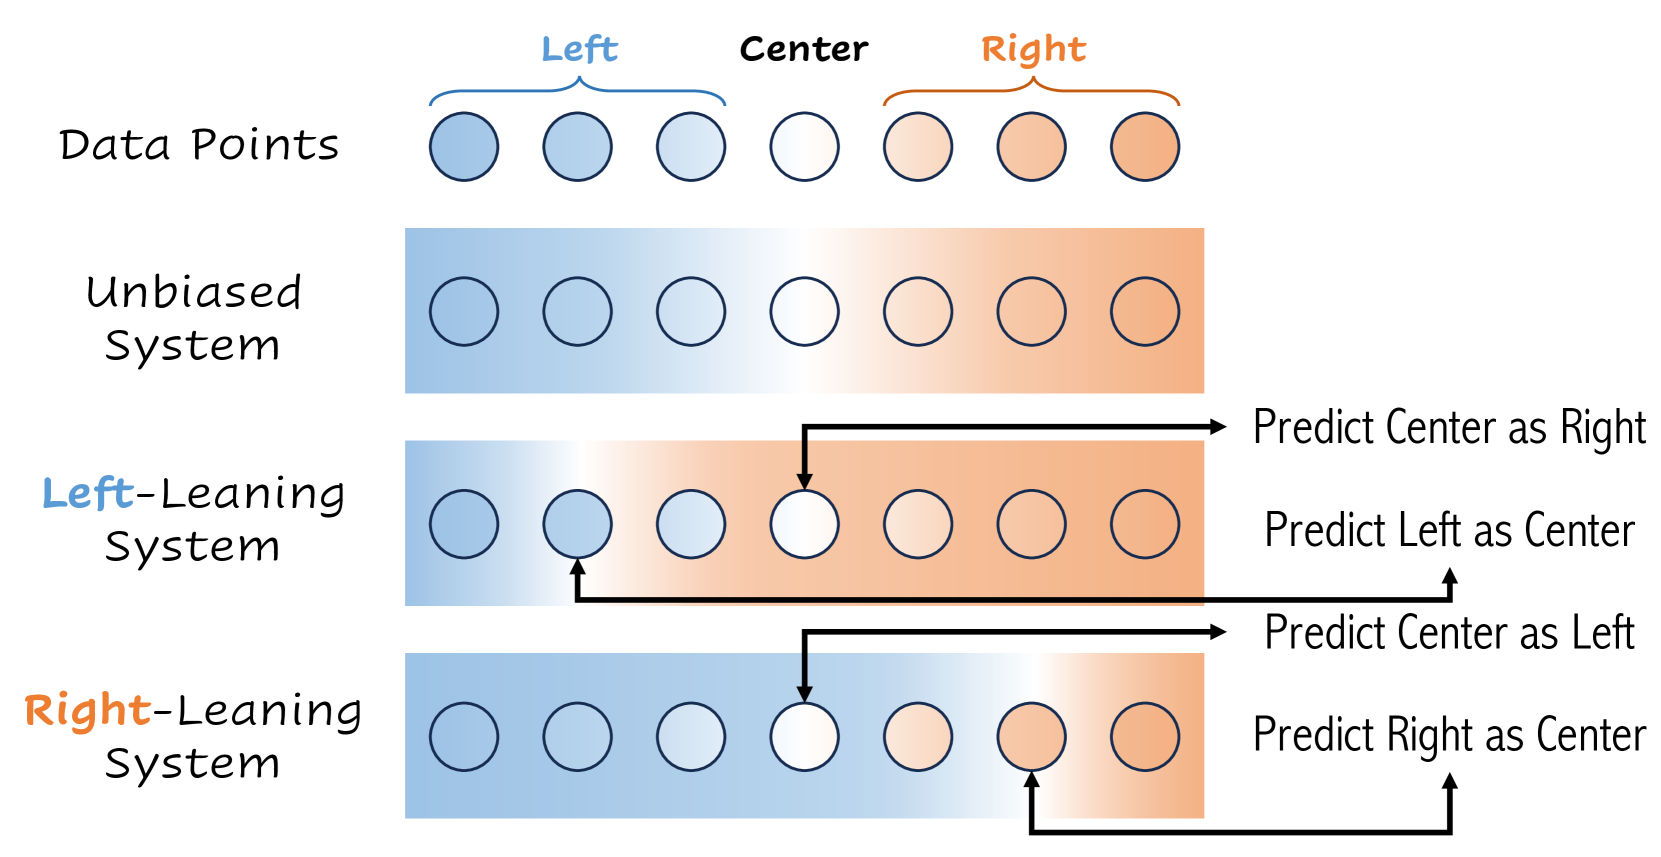 Left Center Right
Data Points
Unbiased
System
Predict Center as Right
Left-Leaning
System
Predict Left as Center
Predict Center as Left
Right-Leaning
System
Predict Right as Center